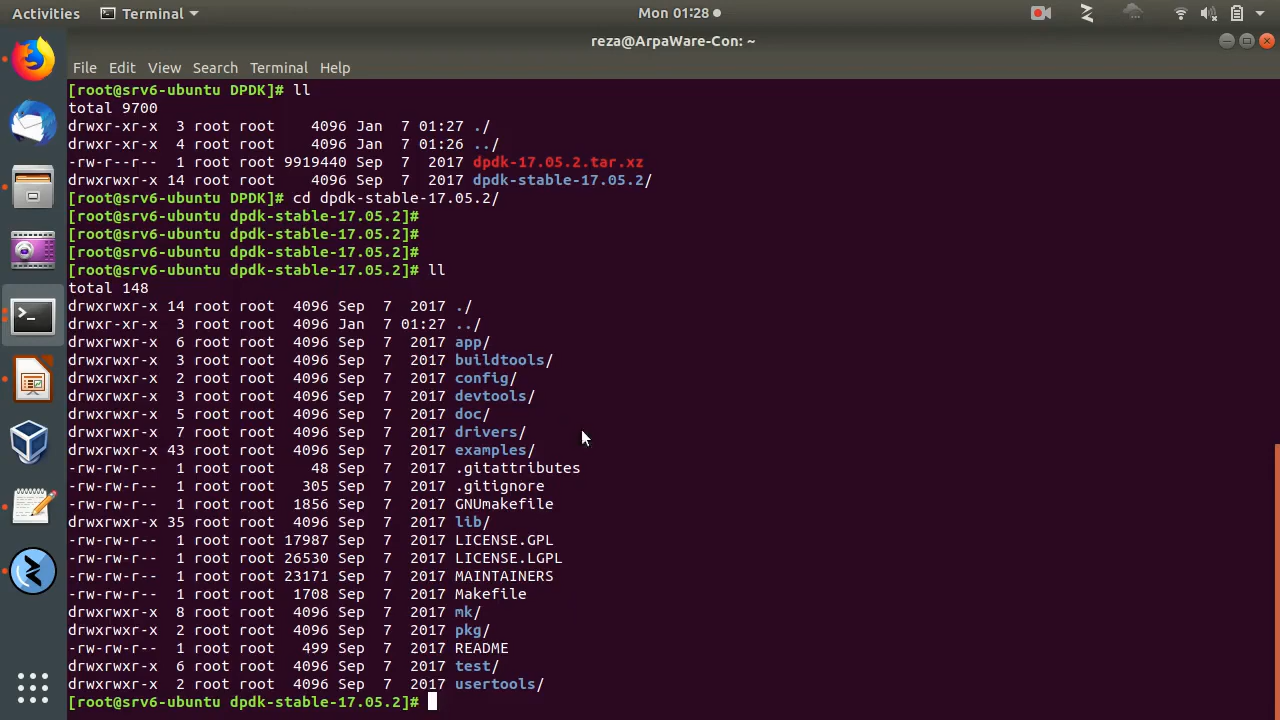 Activities Terminal Mon 01:28
reza@ArpaWare-Con: ~
File Edit View Search Terminal Help
[root@srv6-ubuntu DPDK]# ll
total 9700
drwxr-xr-x  3 root root    4096 Jan  7 01:27 ./
drwxr-xr-x  4 root root    4096 Jan  7 01:26 ../
-rw-r--r--  1 root root 9919440 Sep  7  2017 dpdk-17.05.2.tar.xz
drwxrwxr-x 14 root root    4096 Sep  7  2017 dpdk-stable-17.05.2/
[root@srv6-ubuntu DPDK]# cd dpdk-stable-17.05.2/
[root@srv6-ubuntu dpdk-stable-17.05.2]#
[root@srv6-ubuntu dpdk-stable-17.05.2]#
[root@srv6-ubuntu dpdk-stable-17.05.2]#
[root@srv6-ubuntu dpdk-stable-17.05.2]# ll
total 148
drwxrwxr-x 14 root root  4096 Sep  7  2017 ./
drwxr-xr-x  3 root root  4096 Jan  7 01:27 ../
drwxrwxr-x  6 root root  4096 Sep  7  2017 app/
drwxrwxr-x  3 root root  4096 Sep  7  2017 buildtools/
drwxrwxr-x  2 root root  4096 Sep  7  2017 config/
drwxrwxr-x  3 root root  4096 Sep  7  2017 devtools/
drwxrwxr-x  5 root root  4096 Sep  7  2017 doc/
drwxrwxr-x  7 root root  4096 Sep  7  2017 drivers/
drwxrwxr-x 43 root root  4096 Sep  7  2017 examples/
-rw-rw-r--  1 root root    48 Sep  7  2017 .gitattributes
-rw-rw-r--  1 root root   305 Sep  7  2017 .gitignore
-rw-rw-r--  1 root root  1856 Sep  7  2017 GNUmakefile
drwxrwxr-x 35 root root  4096 Sep  7  2017 lib/
-rw-rw-r--  1 root root 17987 Sep  7  2017 LICENSE.GPL
-rw-rw-r--  1 root root 26530 Sep  7  2017 LICENSE.LGPL
-rw-rw-r--  1 root root 23171 Sep  7  2017 MAINTAINERS
-rw-rw-r--  1 root root  1708 Sep  7  2017 Makefile
drwxrwxr-x  8 root root  4096 Sep  7  2017 mk/
drwxrwxr-x  2 root root  4096 Sep  7  2017 pkg/
-rw-rw-r--  1 root root   499 Sep  7  2017 README
drwxrwxr-x  6 root root  4096 Sep  7  2017 test/
drwxrwxr-x  2 root root  4096 Sep  7  2017 usertools/
[root@srv6-ubuntu dpdk-stable-17.05.2]#